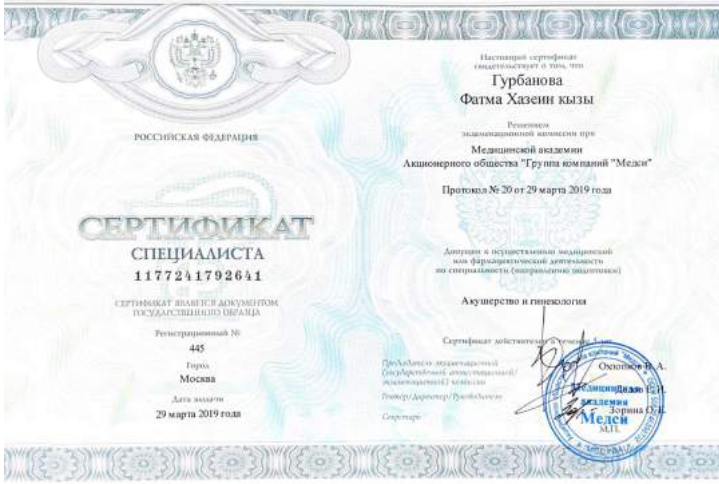 РОССИЙСКАЯ ФЕДЕРАЦИЯ
СЕРТИФИКАТ
СПЕЦИАЛИСТА
1177241792641
СЕРТИФИКАТ ЯВЛЯЕТСЯ ДОКУМЕНТОМ
ГОСУДАРСТВЕННОГО ОБРАЗЦА
Регистрационный №
445
Город
Москва
Дата выдачи
29 марта 2019 года
Настоящий сертификат
свидетельствует о том, что
Гурбанова
Фатма Хазеин кызы
Решением
экзаменационной комиссии при
Медицинской академии
Акционерного общества "Группа компаний "Медси"
Протокол № 20 от 29 марта 2019 года
Допущен к осуществлению медицинской
или фармацевтической деятельности
по специальности (направлению подготовки)
Акушерство и гинекология
Сертификат действителен в течение 5 лет
Председатель экзаменационной
(государственной аттестационной/
экзаменационной) комиссии
Ректор/Директор/Руководитель
Секретарь
В. А.
Зорина О.
М.П.
Медицинская
академия
Медси